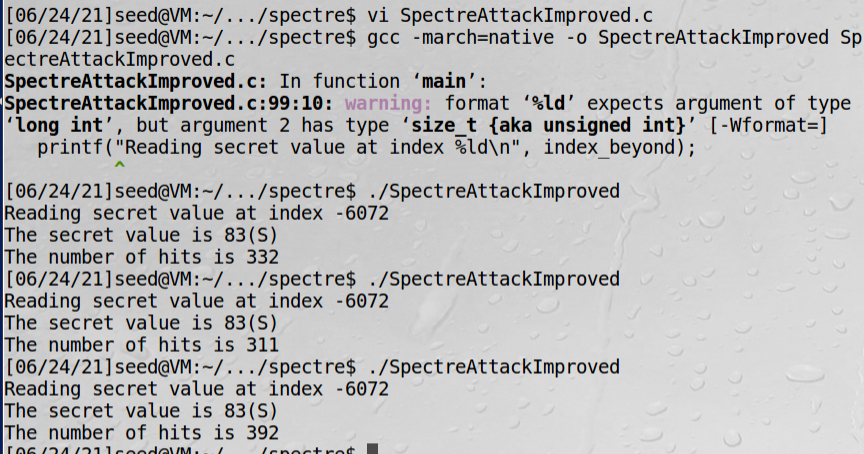 [06/24/21]seed@VM:~/.../spectre$ vi SpectreAttackImproved.c
[06/24/21]seed@VM:~/.../spectre$ gcc -march=native -o SpectreAttackImproved Sp
ectreAttackImproved.c
SpectreAttackImproved.c: In function ‘main’:
SpectreAttackImproved.c:99:10: warning: format ‘%ld’ expects argument of type
‘long int’, but argument 2 has type ‘size_t {aka unsigned int}’ [-Wformat=]
   printf("Reading secret value at index %ld\n", index_beyond);
          ^
[06/24/21]seed@VM:~/.../spectre$ ./SpectreAttackImproved
Reading secret value at index -6072
The secret value is 83(S)
The number of hits is 332
[06/24/21]seed@VM:~/.../spectre$ ./SpectreAttackImproved
Reading secret value at index -6072
The secret value is 83(S)
The number of hits is 311
[06/24/21]seed@VM:~/.../spectre$ ./SpectreAttackImproved
Reading secret value at index -6072
The secret value is 83(S)
The number of hits is 392
[06/24/21]seed@VM:~/.../spectre$